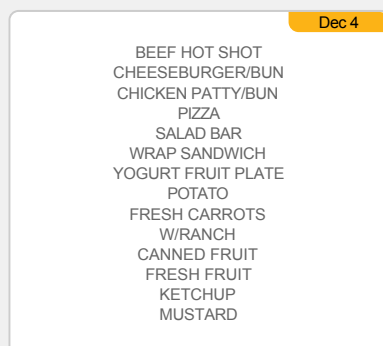 Dec 4
BEEF HOT SHOT
CHEESEBURGER/BUN
CHICKEN PATTY/BUN
PIZZA
SALAD BAR
WRAP SANDWICH
YOGURT FRUIT PLATE
POTATO
FRESH CARROTS
W/RANCH
CANNED FRUIT
FRESH FRUIT
KETCHUP
MUSTARD